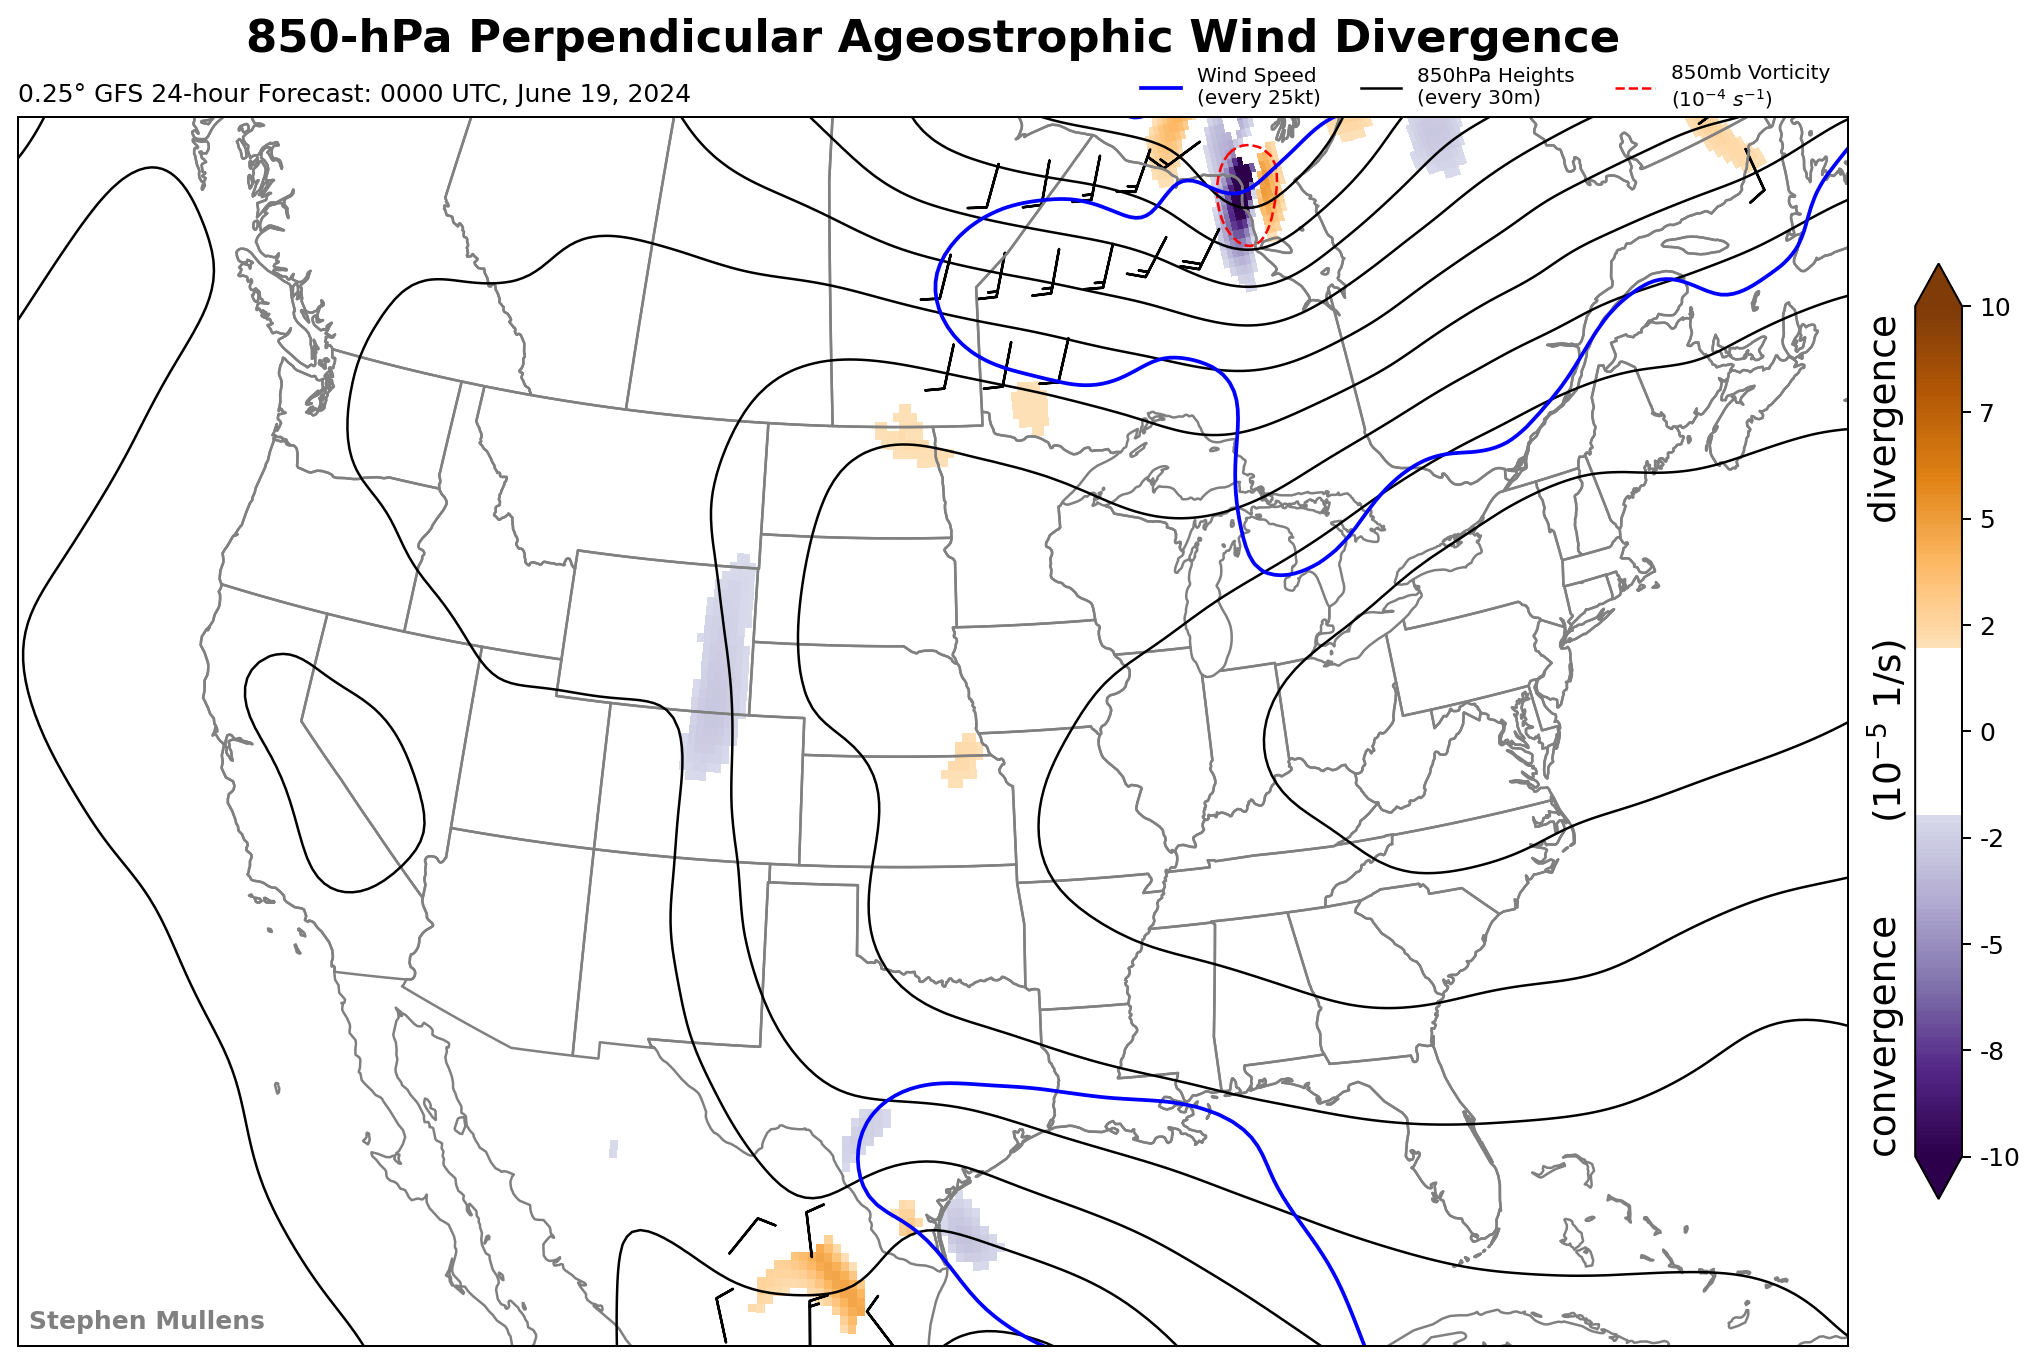 850-hPa Perpendicular Ageostrophic Wind Divergence
0.25° GFS 24-hour Forecast: 0000 UTC, June 19, 2024
Wind Speed
(every 25kt)
850hPa Heights
(every 30m)
850mb Vorticity
(10⁻⁴ s⁻¹)
10
7
5
2
0
-2
-5
-8
-10
convergence (10⁻⁵ 1/s) divergence
Stephen Mullens